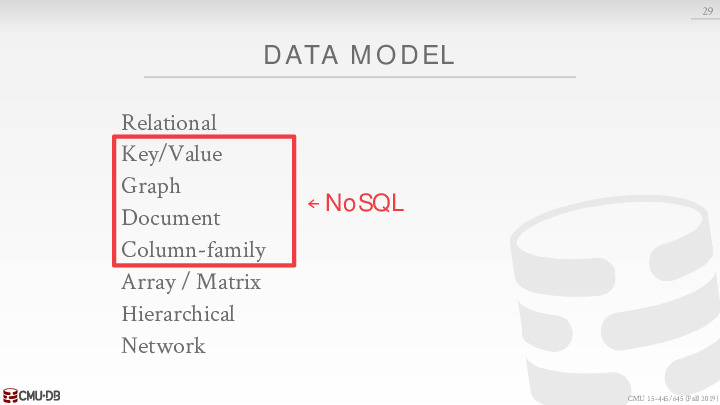 29
DATA MODEL
Relational
Key/Value
Graph
Document
Column-family
← NoSQL
Array / Matrix
Hierarchical
Network
CMU·DB
CMU 15-445/645 (Fall 2019)